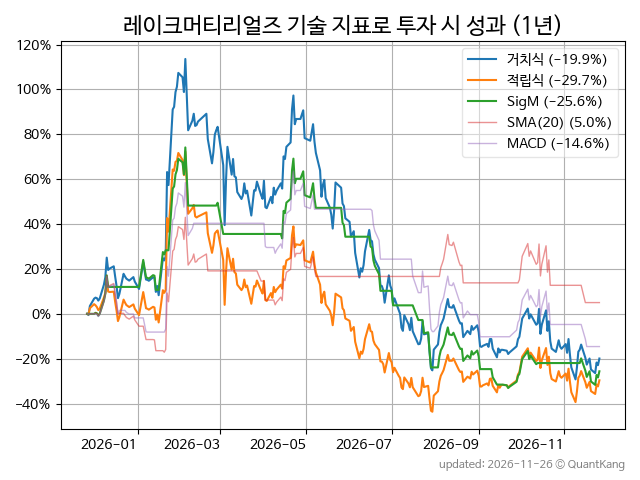 레이크머티리얼즈 기술 지표로 투자 시 성과 (1년)
120%
100%
80%
60%
40%
20%
0%
−20%
−40%
거치식 (−19.9%)
적립식 (−29.7%)
SigM (−25.6%)
SMA(20) (5.0%)
MACD (−14.6%)
2026−01 2026−03 2026−05 2026−07 2026−09 2026−11
updated: 2026−11−26 ⓒ QuantKang